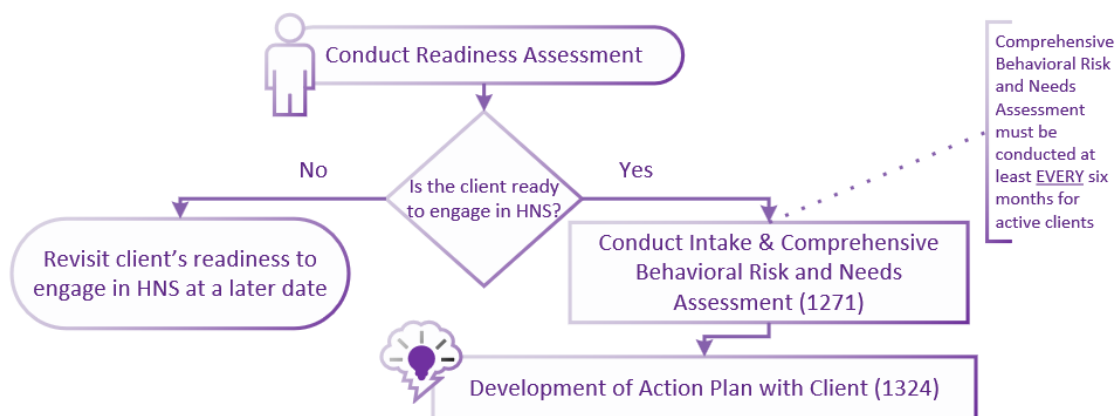 Conduct Readiness Assessment
Comprehensive
Behavioral Risk
and Needs
Assessment
must be
conducted at
least EVERY six
months for
active clients
No
Yes
Is the client ready
to engage in HNS?
Revisit client's readiness to
engage in HNS at a later date
Conduct Intake & Comprehensive
Behavioral Risk and Needs
Assessment (1271)
Development of Action Plan with Client (1324)